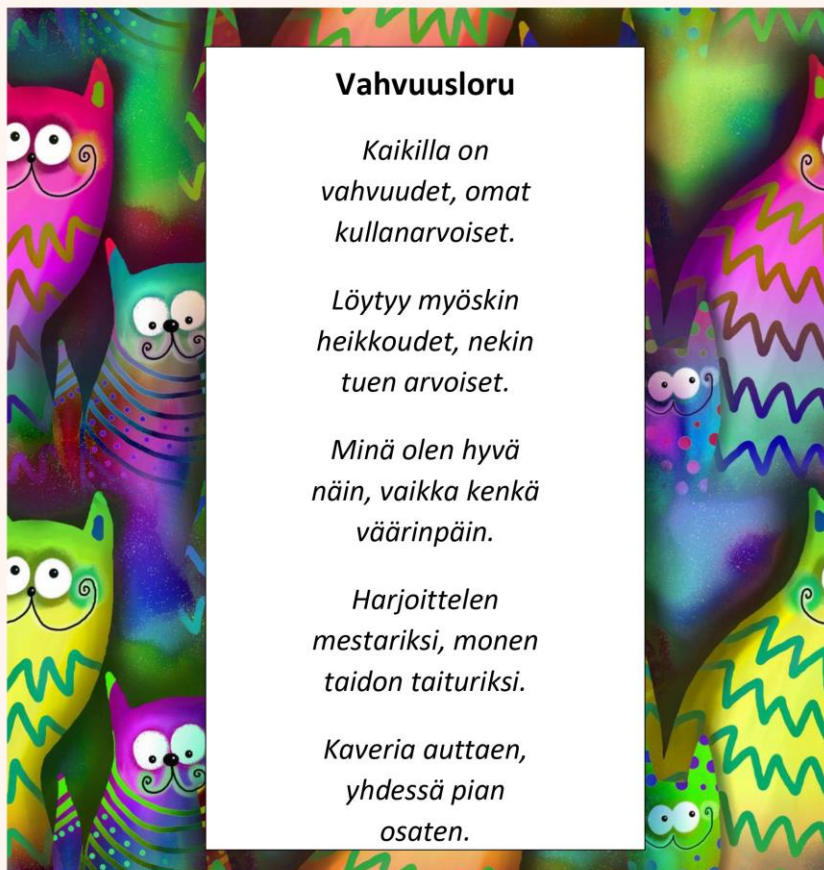 Vahvuusloru
Kaikilla on
vahvuudet, omat
kullanarvoiset.
Löytyy myöskin
heikkoudet, nekin
tuen arvoiset.
Minä olen hyvä
näin, vaikka kenkä
väärinpäin.
Harjoittelen
mestariksi, monen
taidon taituriksi.
Kaveria auttaen,
yhdessä pian
osaten.